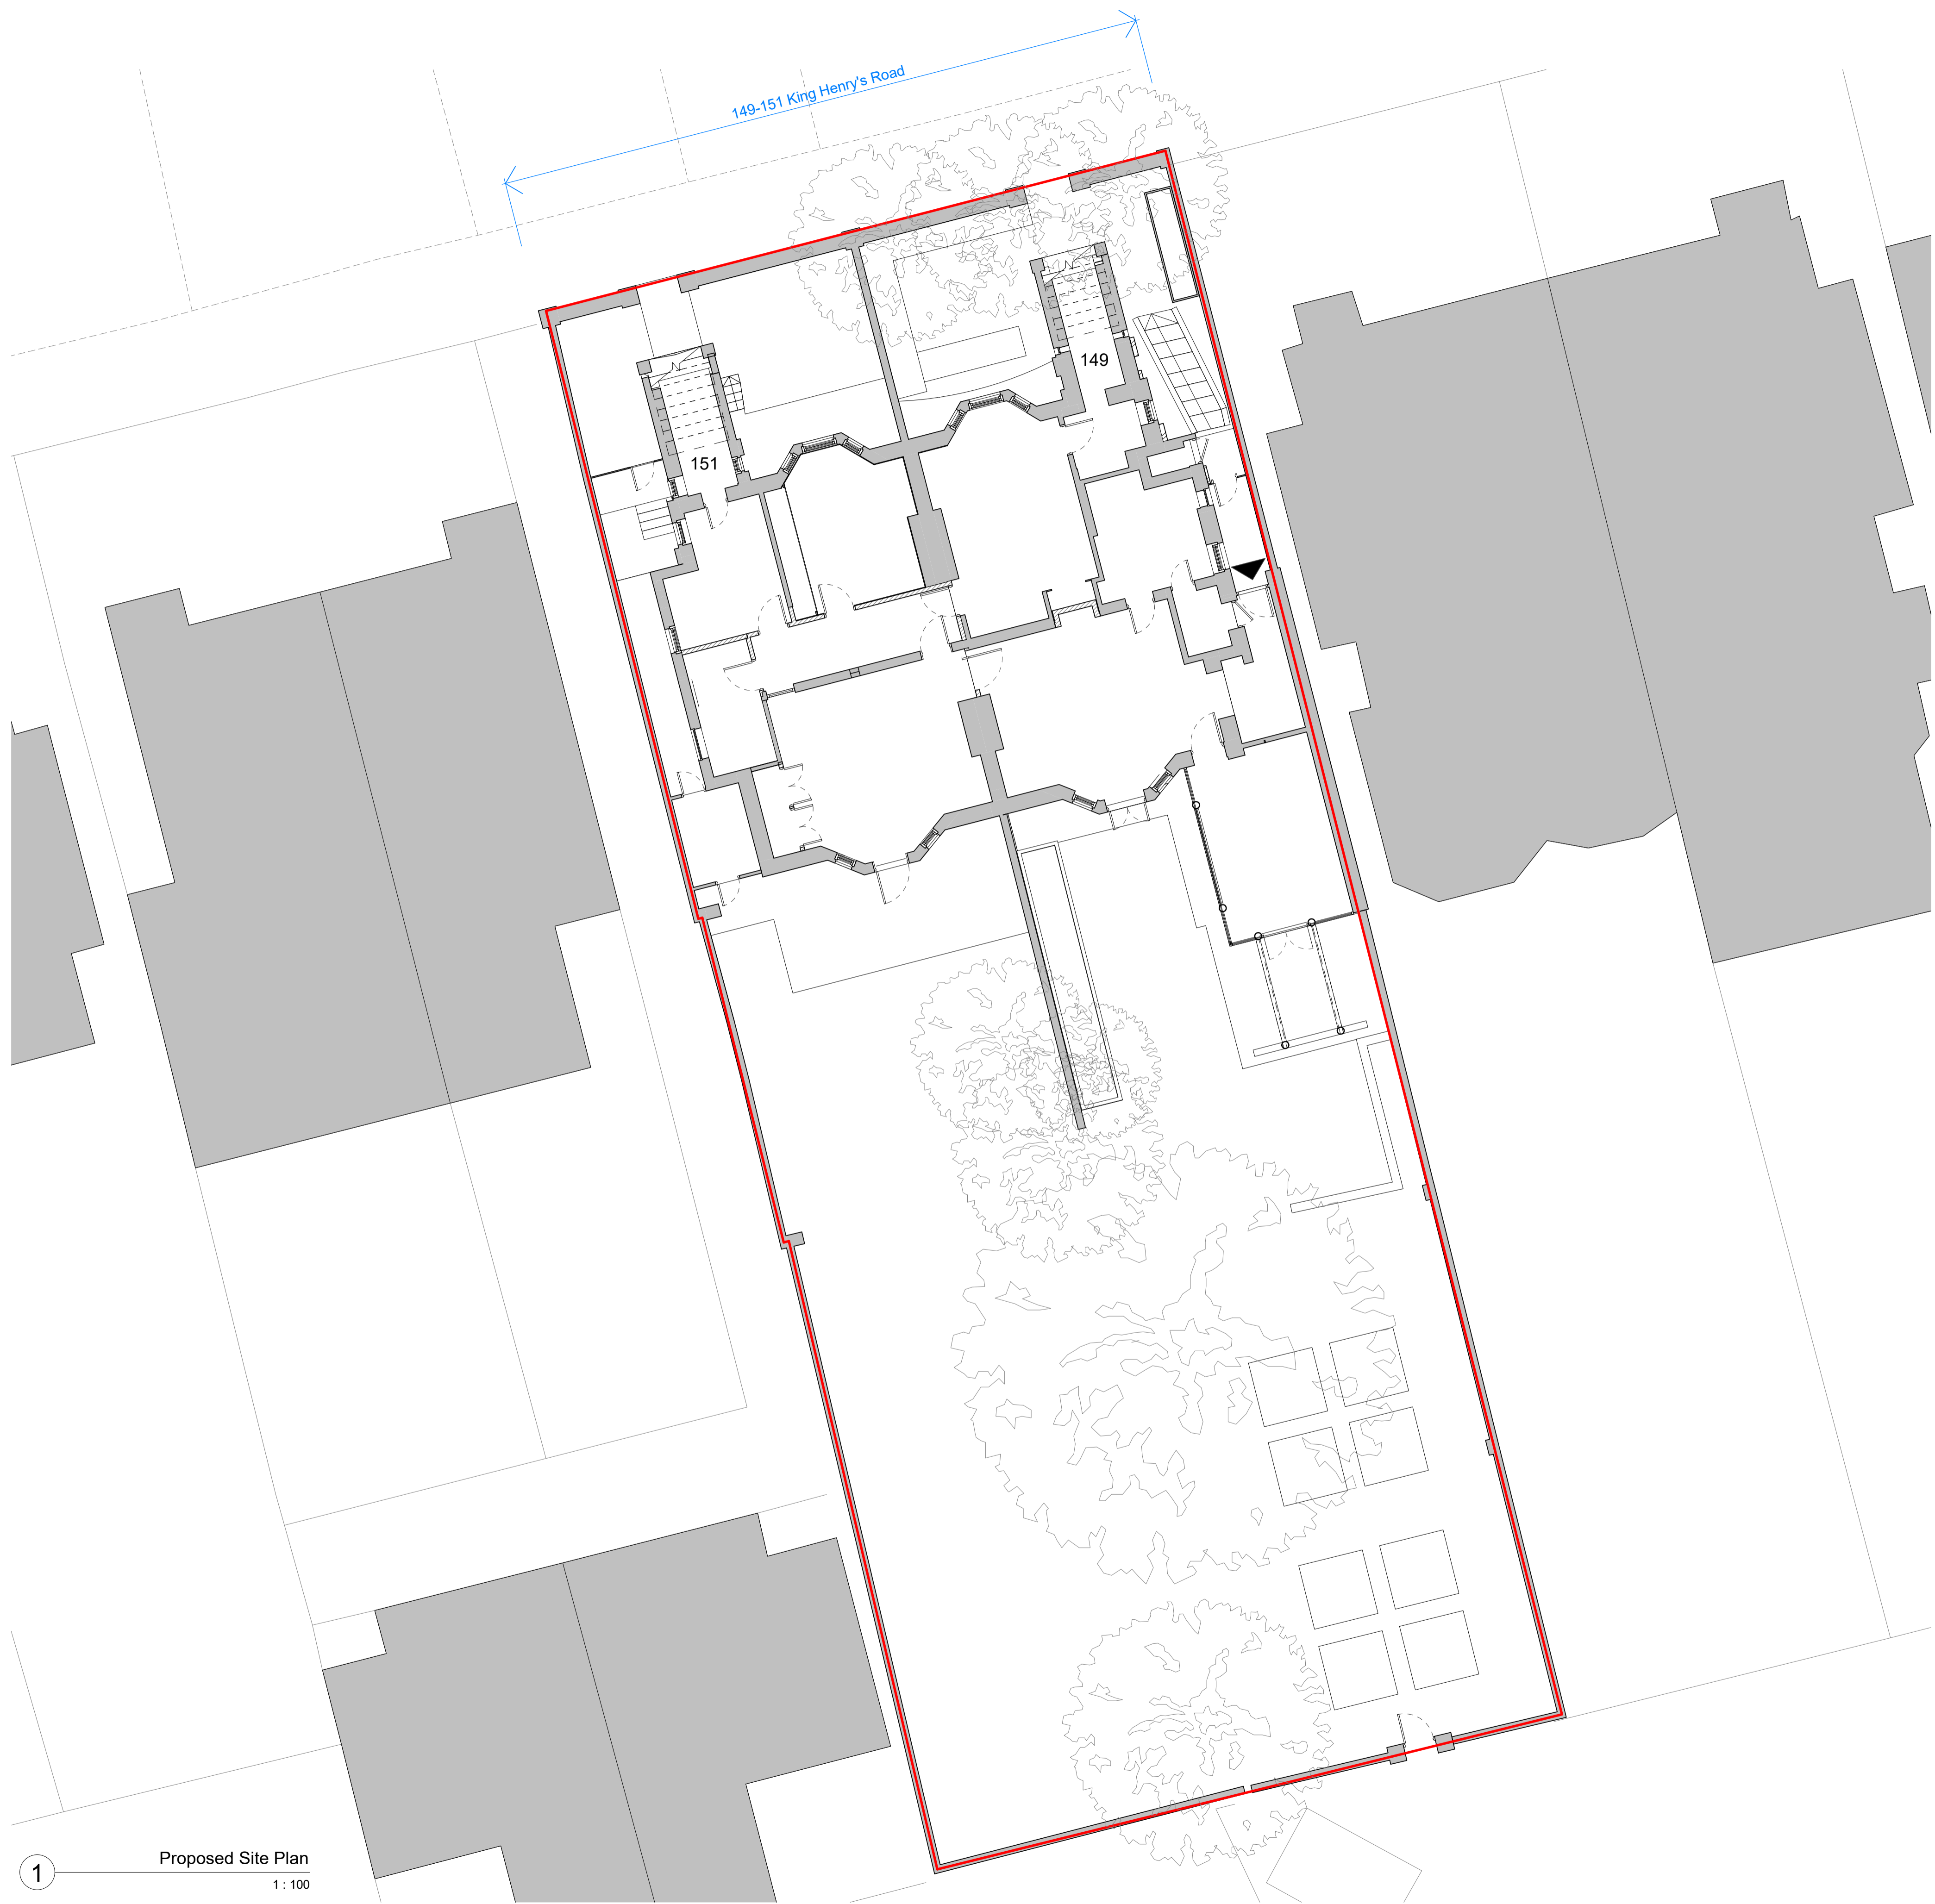 149-151 King Henry's Road
149
151
1
Proposed Site Plan
1 : 100